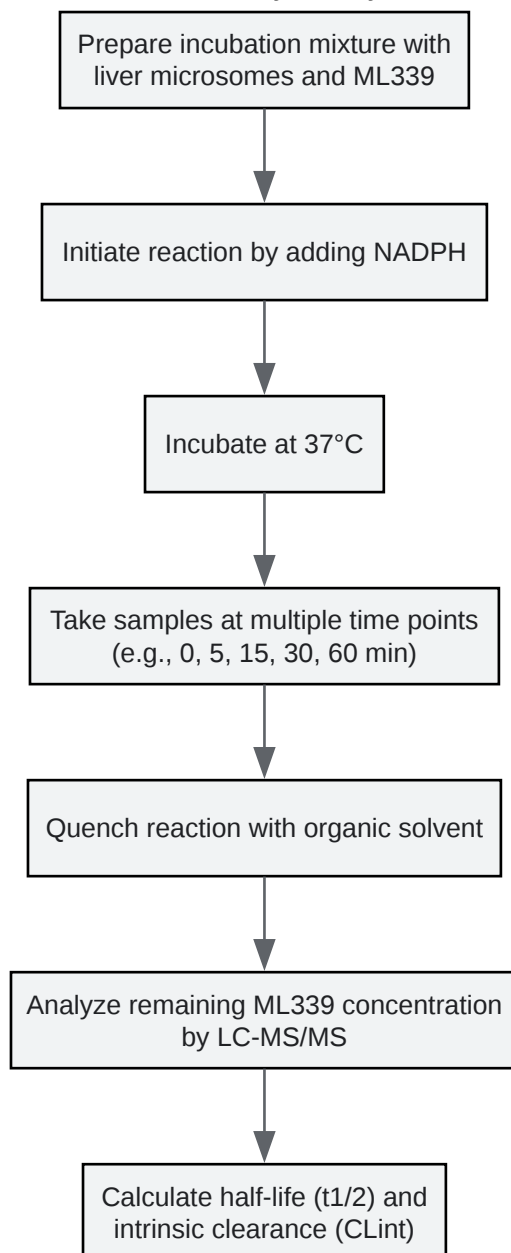 Prepare incubation mixture with
liver microsomes and ML339
Initiate reaction by adding NADPH
Incubate at 37°C
Take samples at multiple time points
(e.g., 0, 5, 15, 30, 60 min)
Quench reaction with organic solvent
Analyze remaining ML339 concentration
by LC-MS/MS
Calculate half-life (t1/2) and
intrinsic clearance (CLint)